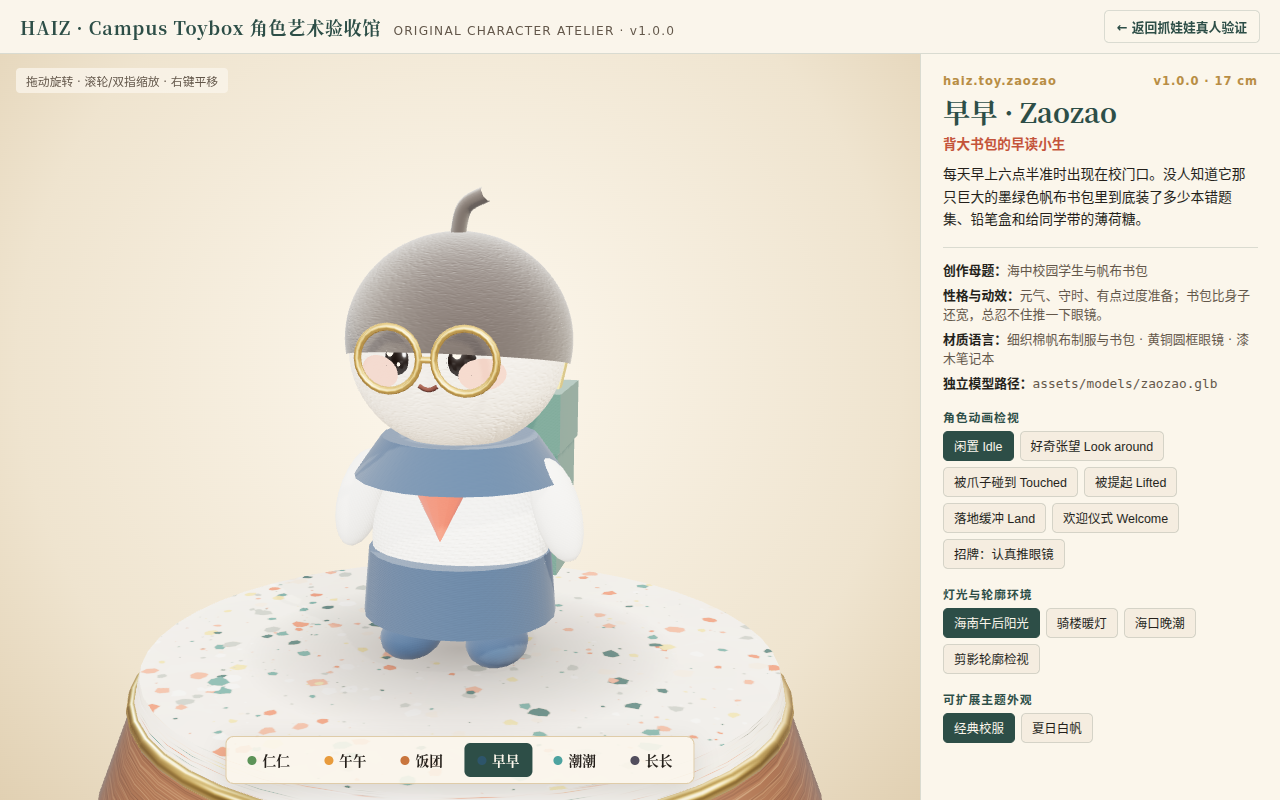 HAIZ · Campus Toybox 角色艺术验收馆 ORIGINAL CHARACTER ATELIER · v1.0.0
← 返回抓娃娃真人验证
拖动旋转 · 滚轮/双指缩放 · 右键平移
haiz.toy.zaozao v1.0.0 · 17 cm
早早 · Zaozao
背大书包的早读小生
每天早上六点半准时出现在校门口。没人知道它那
只巨大的墨绿色帆布书包里到底装了多少本错题
集、铅笔盒和给同学带的薄荷糖。
创作母题：海中校园学生与帆布书包
性格与动效：元气、守时、有点过度准备；书包比身子
还宽，总忍不住推一下眼镜。
材质语言：细织棉帆布制服与书包 · 黄铜圆框眼镜 · 漆
木笔记本
独立模型路径：assets/models/zaozao.glb
角色动画检视
闲置 Idle 好奇张望 Look around
被爪子碰到 Touched 被提起 Lifted
落地缓冲 Land 欢迎仪式 Welcome
招牌：认真推眼镜
灯光与轮廓环境
海南午后阳光 骑楼暖灯 海口晚潮
剪影轮廓检视
可扩展主题外观
经典校服 夏日白帆
仁仁 午午 饭团 早早 潮潮 长长